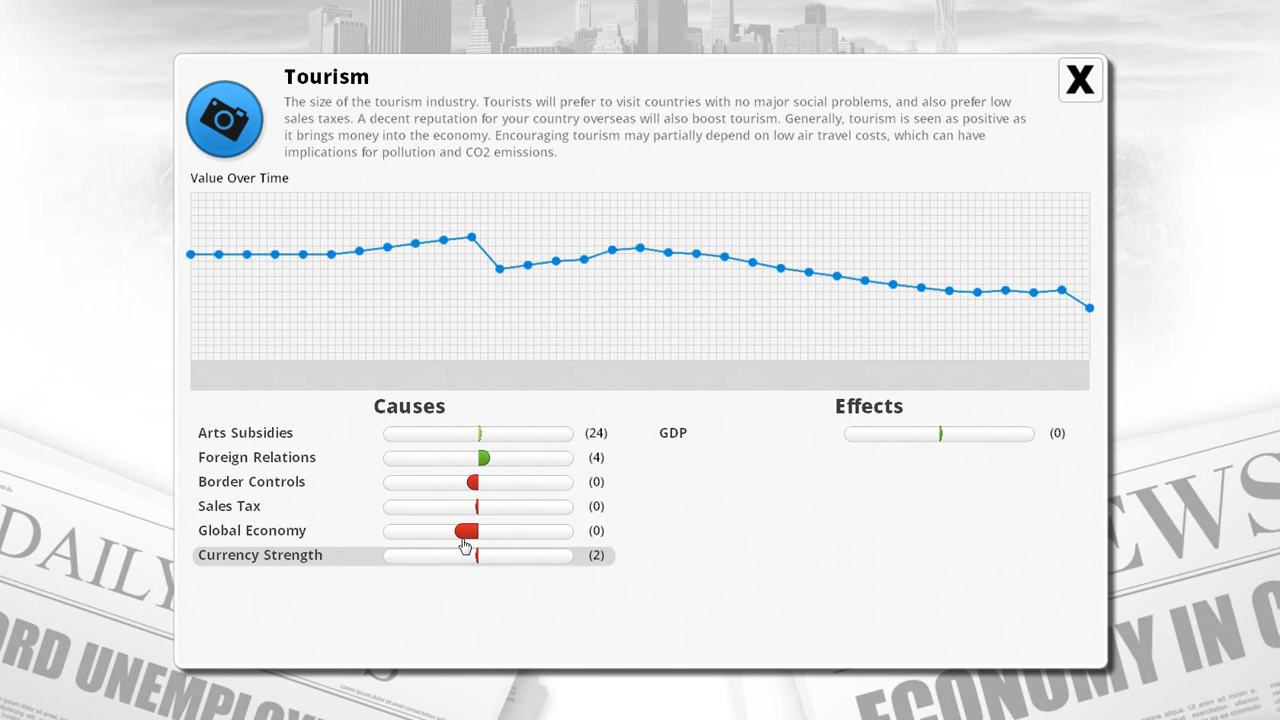 Tourism
X
The size of the tourism industry. Tourists will prefer to visit countries with no major social problems, and also prefer low
sales taxes. A decent reputation for your country overseas will also boost tourism. Generally, tourism is seen as positive as
it brings money into the economy. Encouraging tourism may partially depend on low air travel costs, which can have
implications for pollution and CO2 emissions.
Value Over Time
Causes
Effects
Arts Subsidies (24)
GDP (0)
Foreign Relations (4)
Border Controls (0)
Sales Tax (0)
Global Economy (0)
Currency Strength (2)
DAILY
NEWS
ORD UNEMPLO
ECONOMY IN C